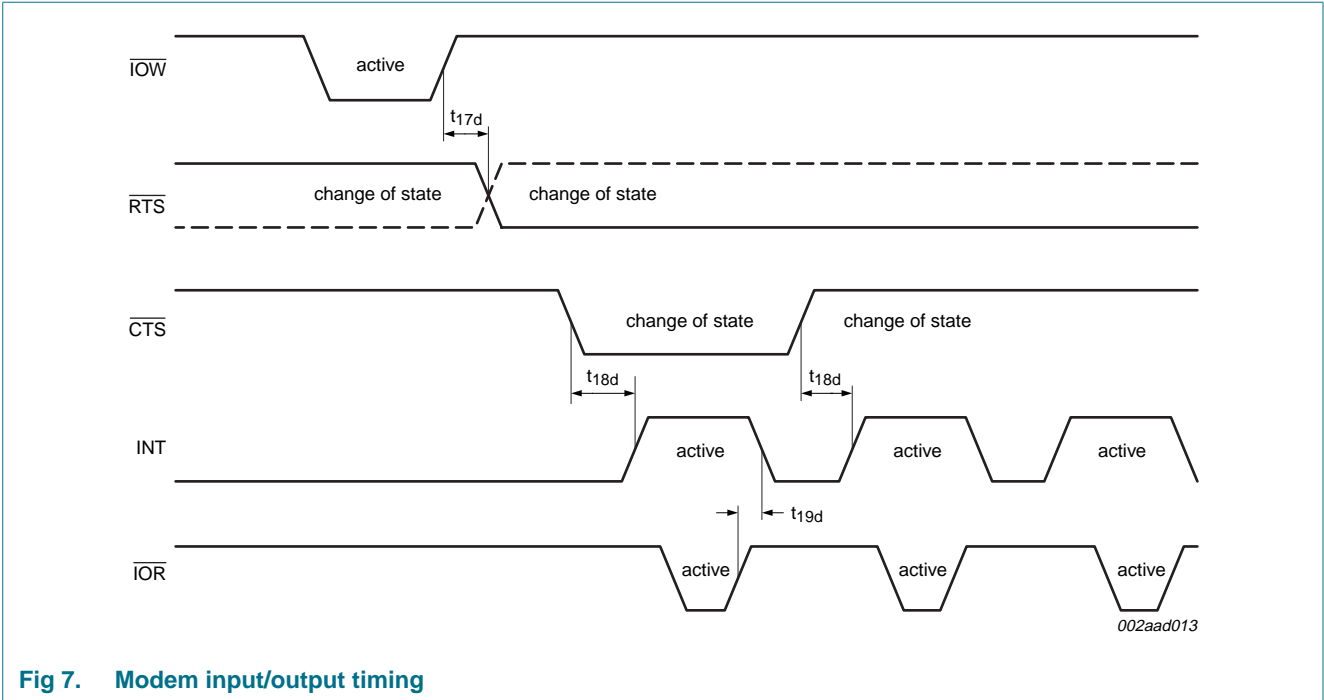 IOW
active
t17d
RTS
change of state change of state
CTS
change of state change of state
t18d t18d
INT
active active active
t19d
IOR
active active active
002aad013
Fig 7. Modem input/output timing